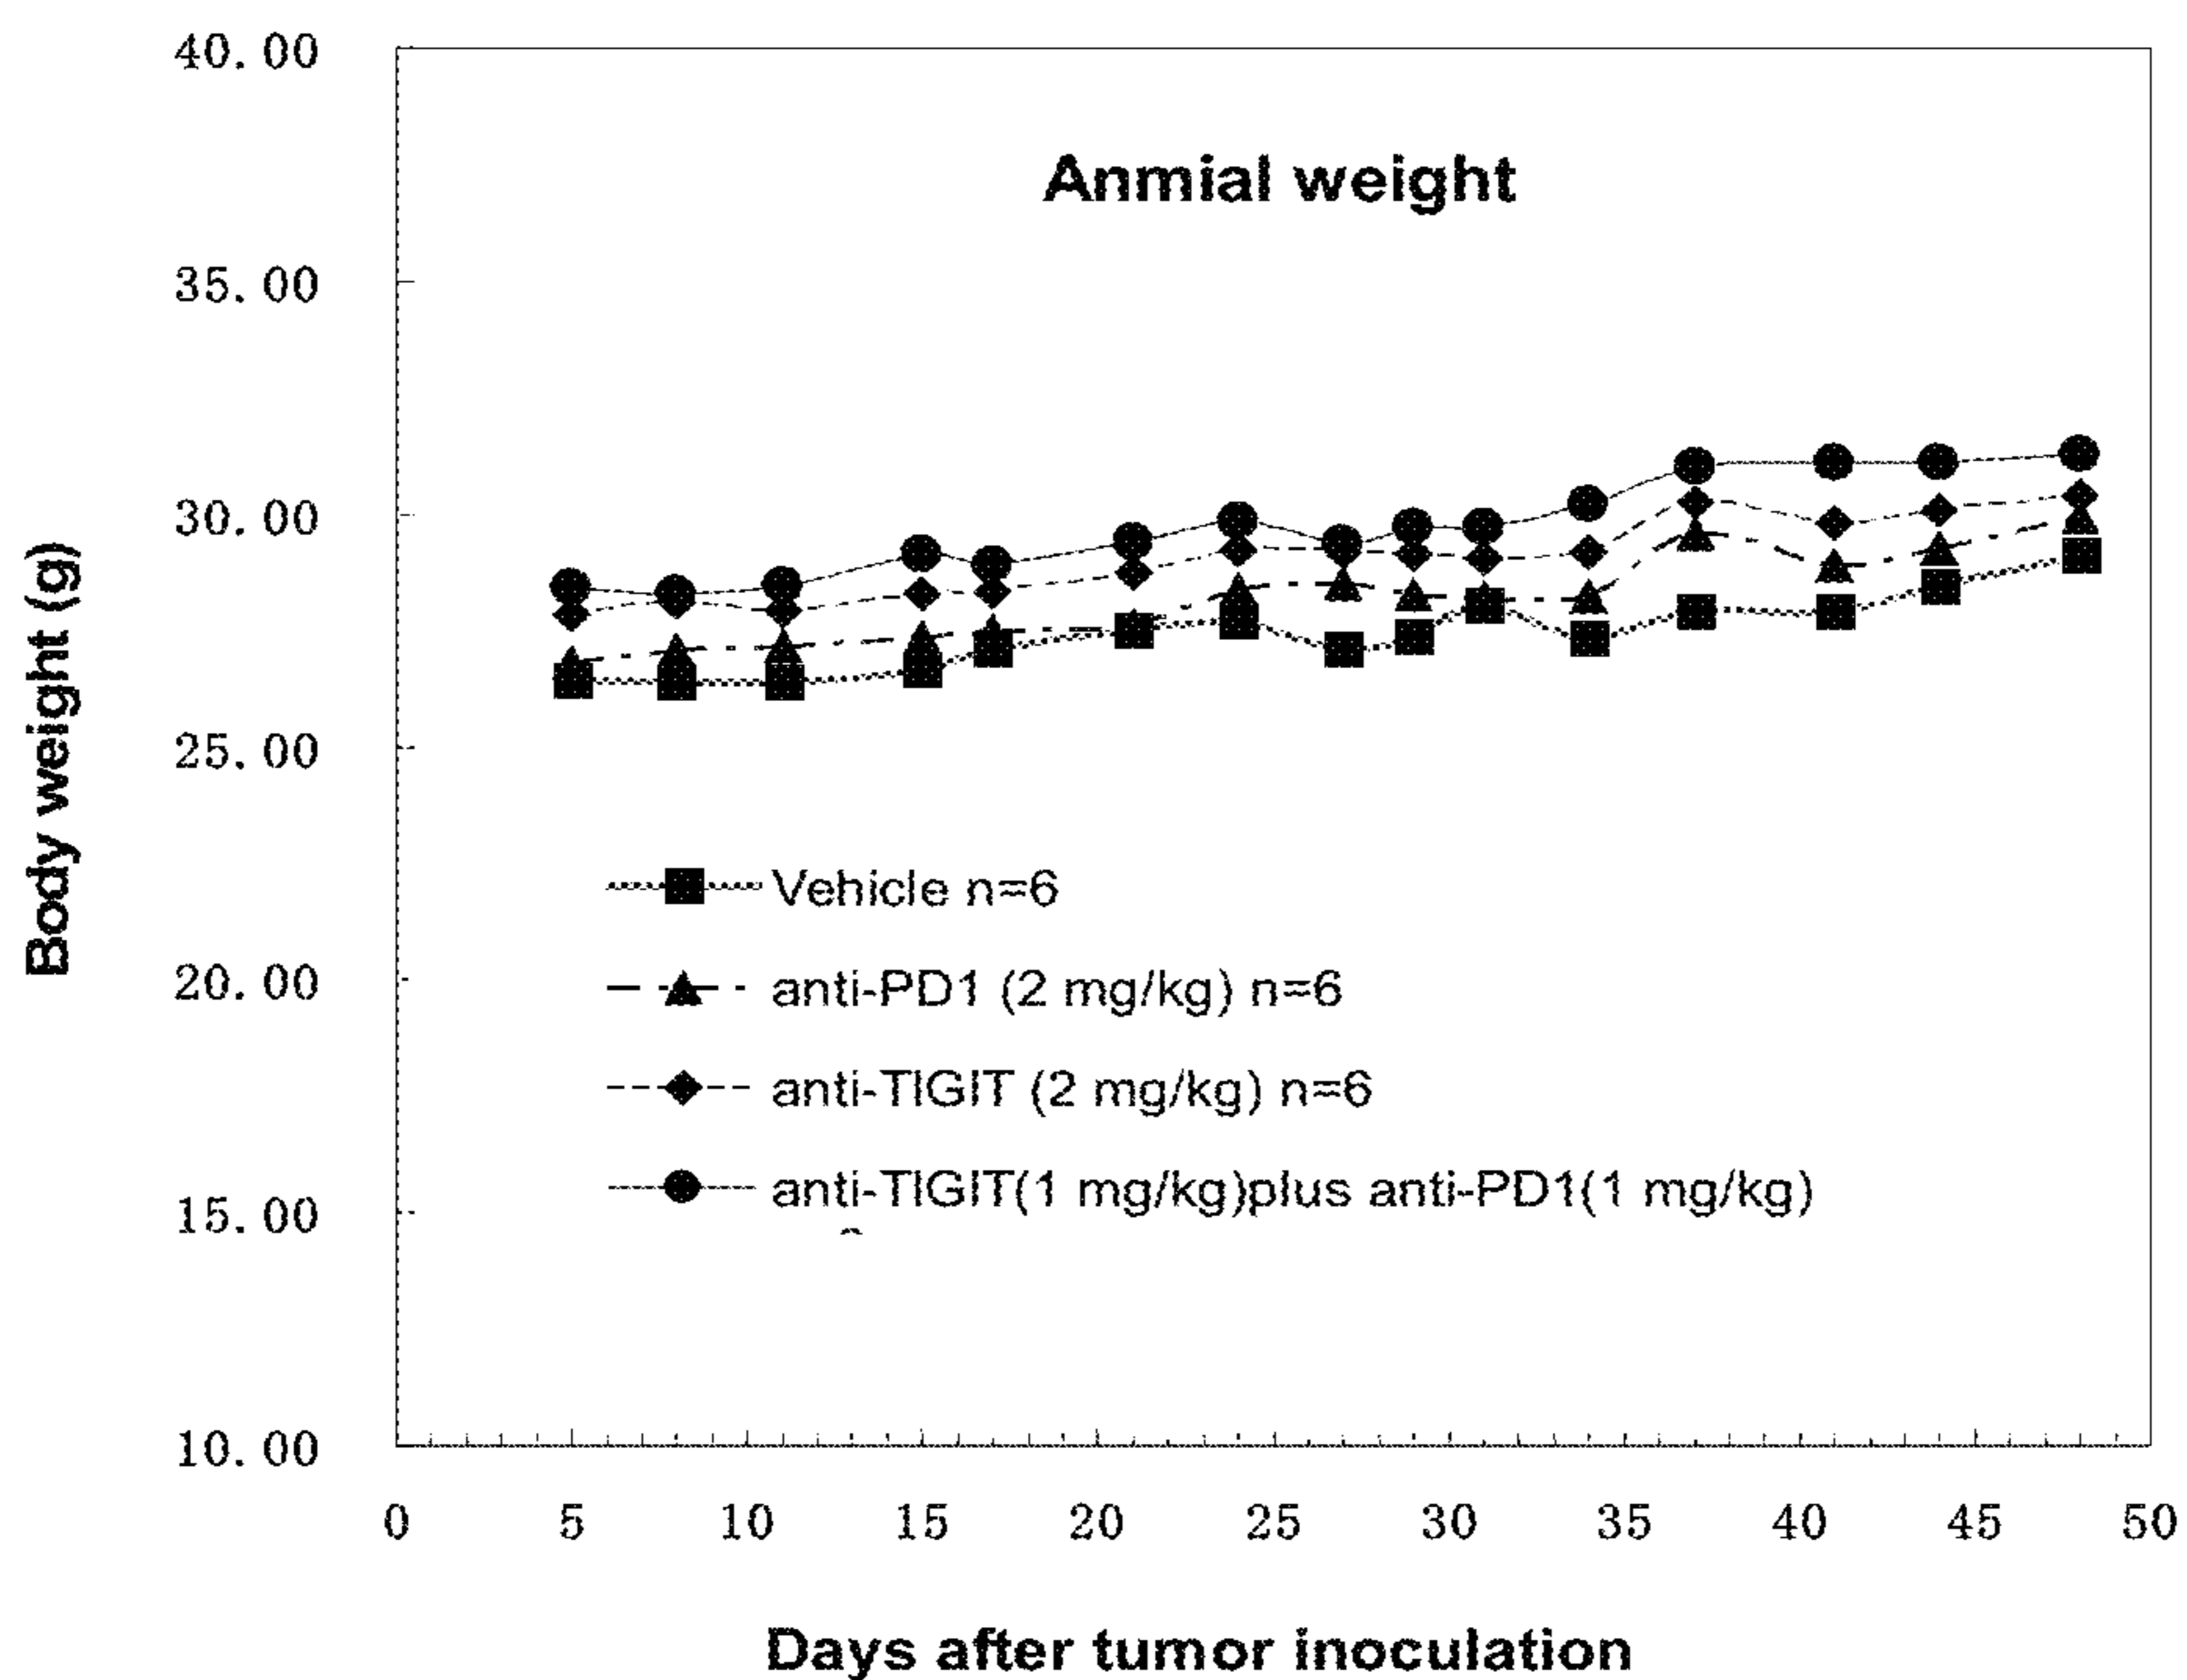 Anmial weight
40.00
35.00
30.00
25.00
20.00
15.00
10.00
Body weight (g)
Vehicle n=6
anti-PD1 (2 mg/kg) n=6
anti-TIGIT (2 mg/kg) n=6
anti-TIGIT(1 mg/kg)plus anti-PD1(1 mg/kg)
0 5 10 15 20 25 30 35 40 45 50
Days after tumor inoculation